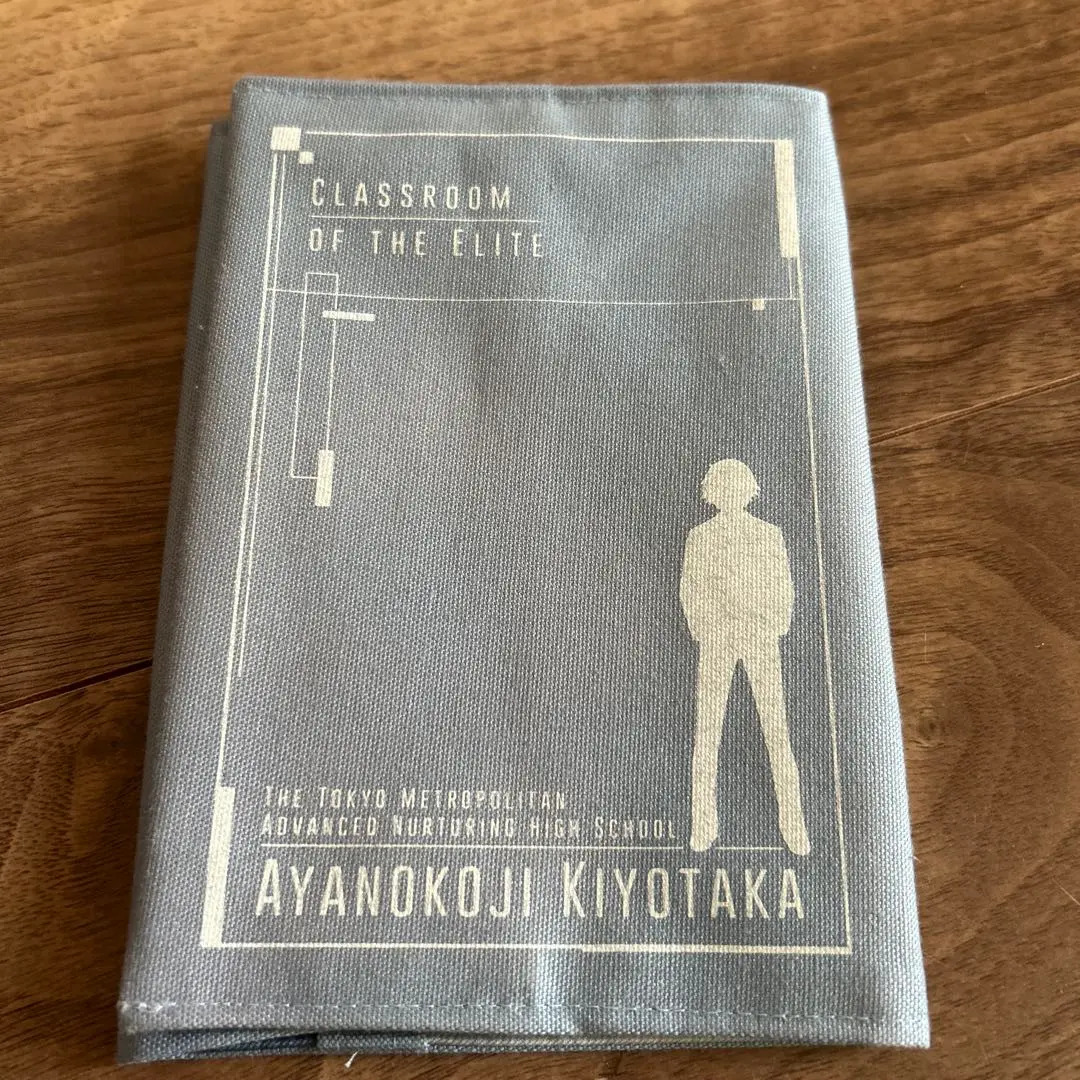 CLASSROOM
OF THE ELITE
THE TOKYO METROPOLITAN
ADVANCED NURTURING HIGH SCHOOL
AYANOKOJI KIYOTAKA